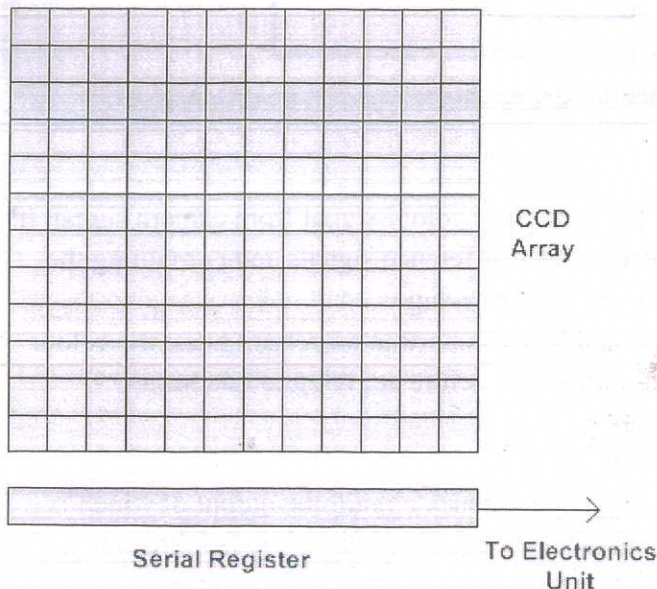 CCD
Array
Serial Register
To Electronics
Unit